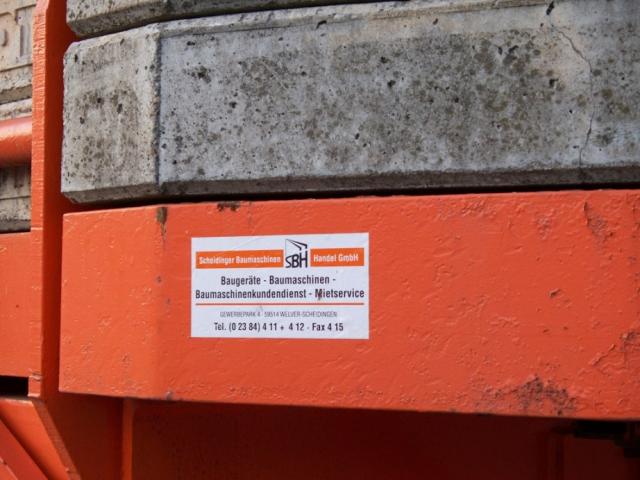 Scheidinger Baumaschinen SBH Handel GmbH
Baugeräte - Baumaschinen -
Baumaschinenkundendienst - Mietservice
GEWERBEPARK 4 · 59514 WELVER-SCHEIDINGEN
Tel. (0 23 84) 4 11 + 4 12 · Fax 4 15